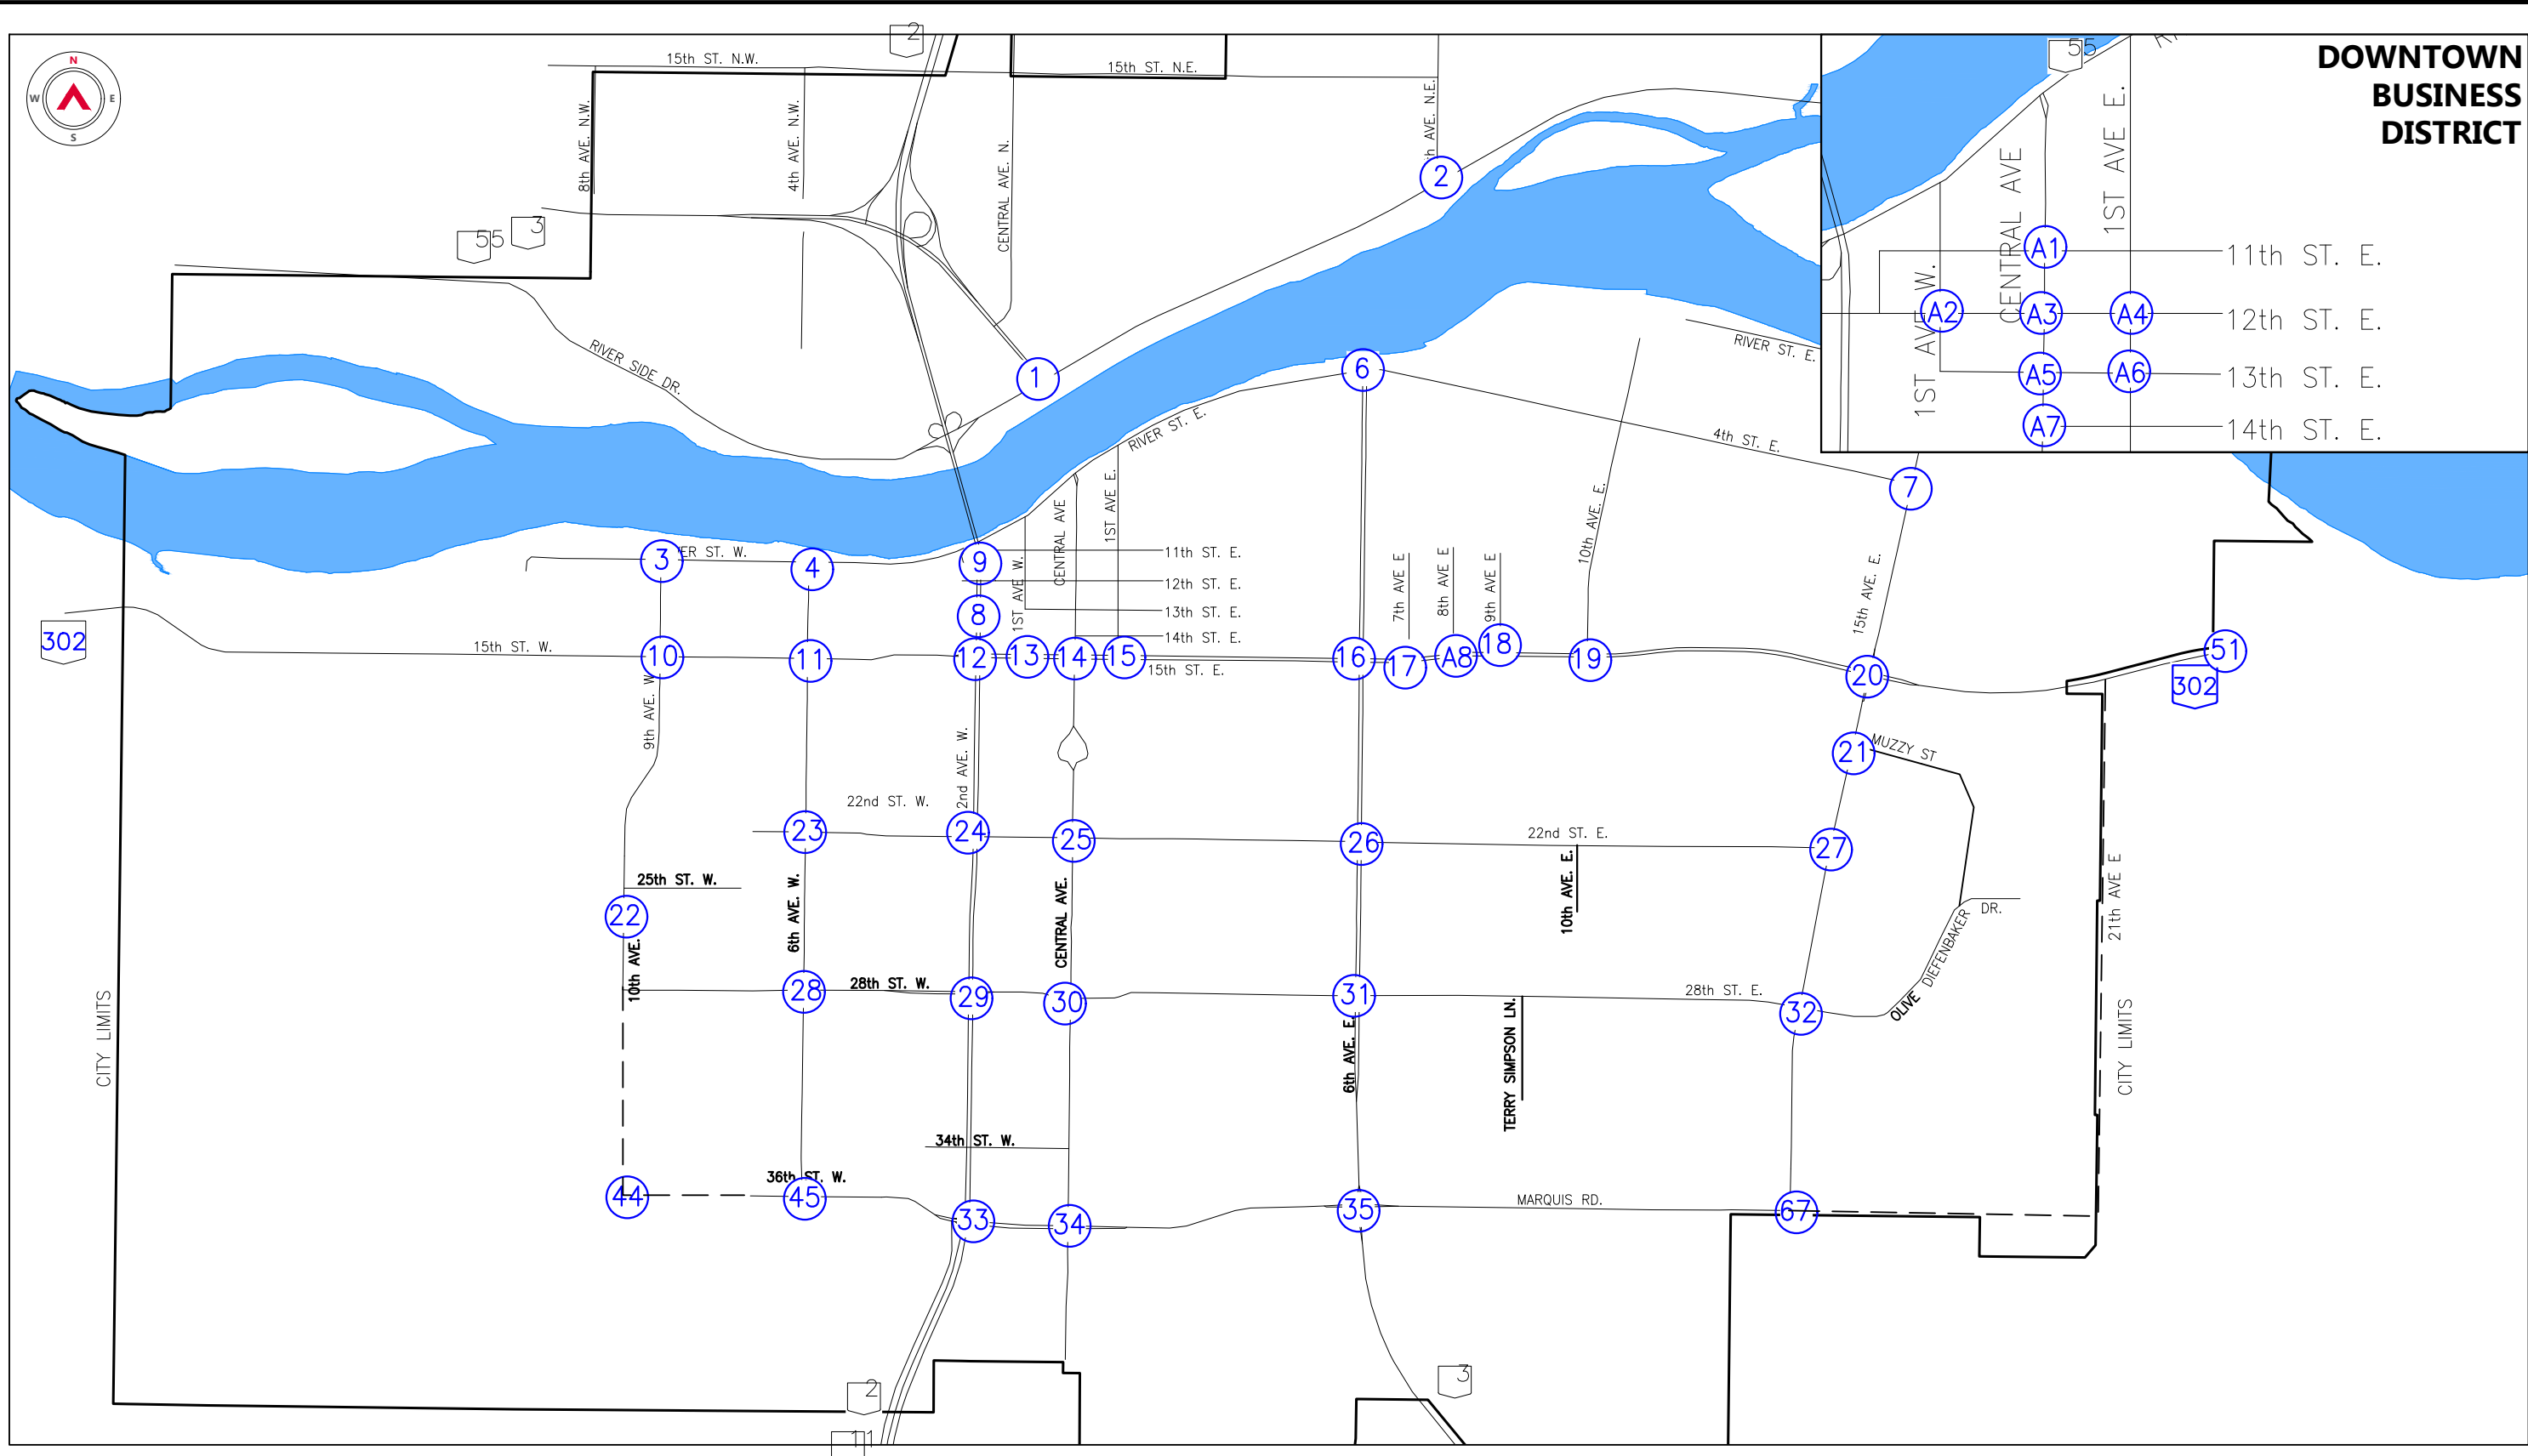 2
15th ST. N.W.
15th ST. N.E.
N
W
E
S
8th AVE. N.W.
4th AVE. N.W.
CENTRAL AVE. N.
AVE. N.E.
55
3
RIVER SIDE DR.
1
2
DOWNTOWN
BUSINESS
DISTRICT
55
1ST AVE E.
CENTRAL AVE
1ST AVE W.
A1
11th ST. E.
A2
A3
A4
12th ST. E.
A5
A6
13th ST. E.
A7
14th ST. E.
RIVER ST. E.
6
RIVER ST. E.
4th ST. E.
7
1ST AVE E.
CENTRAL AVE
1ST AVE W.
10th AVE. E.
3
ER ST. W.
4
9
11th ST. E.
12th ST. E.
8
13th ST. E.
14th ST. E.
7th AVE E
8th AVE E
9th AVE E
15th AVE. E.
302
15th ST. W.
10
11
12
13
14
15
15th ST. E.
16
17
A8
18
19
20
51
302
9th AVE. W.
2nd AVE. W.
21
MUZZY ST
22nd ST. W.
23
24
25
26
22nd ST. E.
27
25th ST. W.
22
10th AVE.
6th AVE. W.
CENTRAL AVE.
10th AVE. E.
OLIVE DIEFENBAKER DR.
21th AVE E
28
28th ST. W.
29
30
31
28th ST. E.
32
CITY LIMITS
6th AVE. E.
TERRY SIMPSON LN.
CITY LIMITS
34th ST. W.
36th ST. W.
44
45
33
34
35
MARQUIS RD.
67
2
3
11